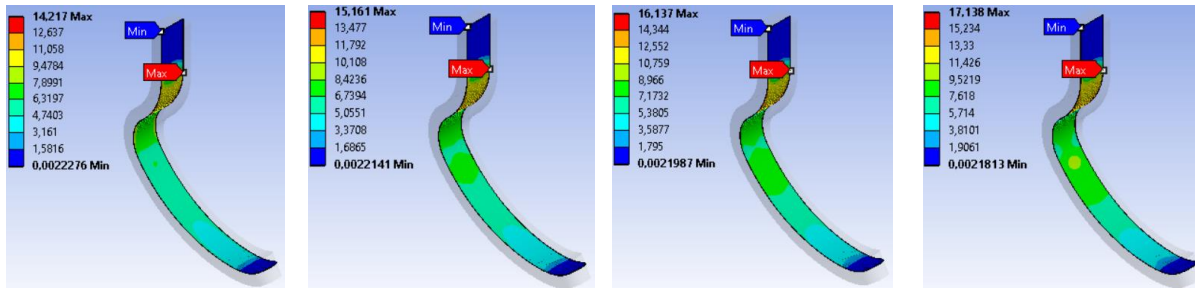 14,217 Max
12,637
11,058
9,4784
7,8991
6,3197
4,7403
3,161
1,5816
0,0022276 Min
Min
Max
15,161 Max
13,477
11,792
10,108
8,4236
6,7394
5,0551
3,3708
1,6865
0,0022141 Min
Min
Max
16,137 Max
14,344
12,552
10,759
8,966
7,1732
5,3805
3,5877
1,795
0,0021987 Min
Min
Max
17,138 Max
15,234
13,33
11,426
9,5219
7,618
5,714
3,8101
1,9061
0,0021813 Min
Min
Max